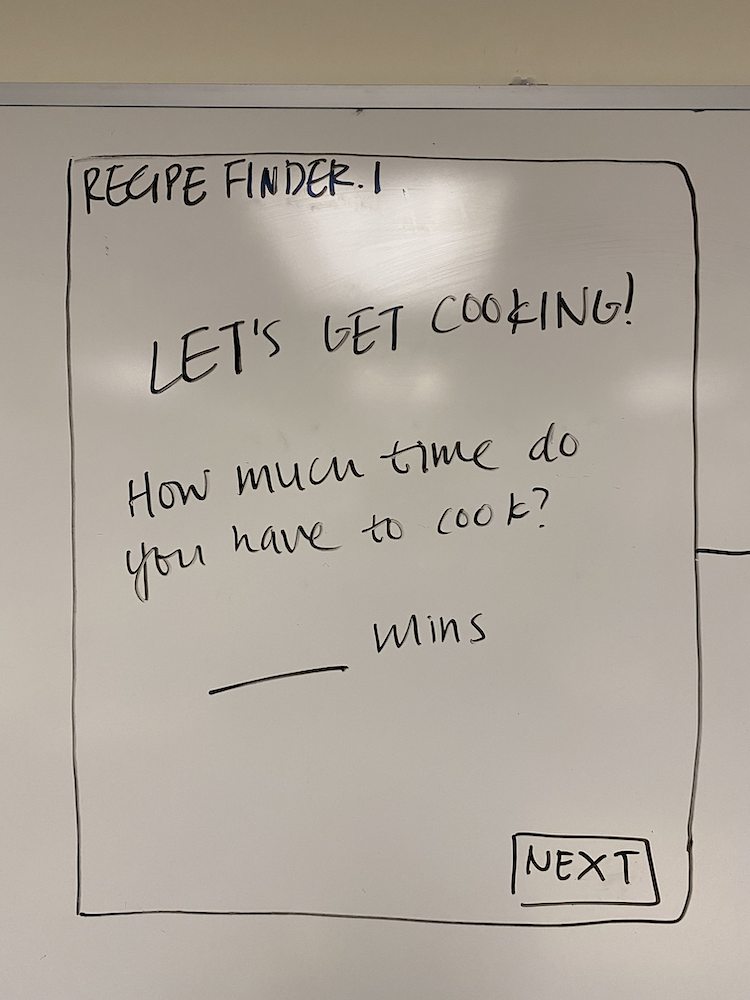 RECIPE FINDER.1
LET'S GET COOKING!
How much time do
you have to cook?
____ mins
NEXT